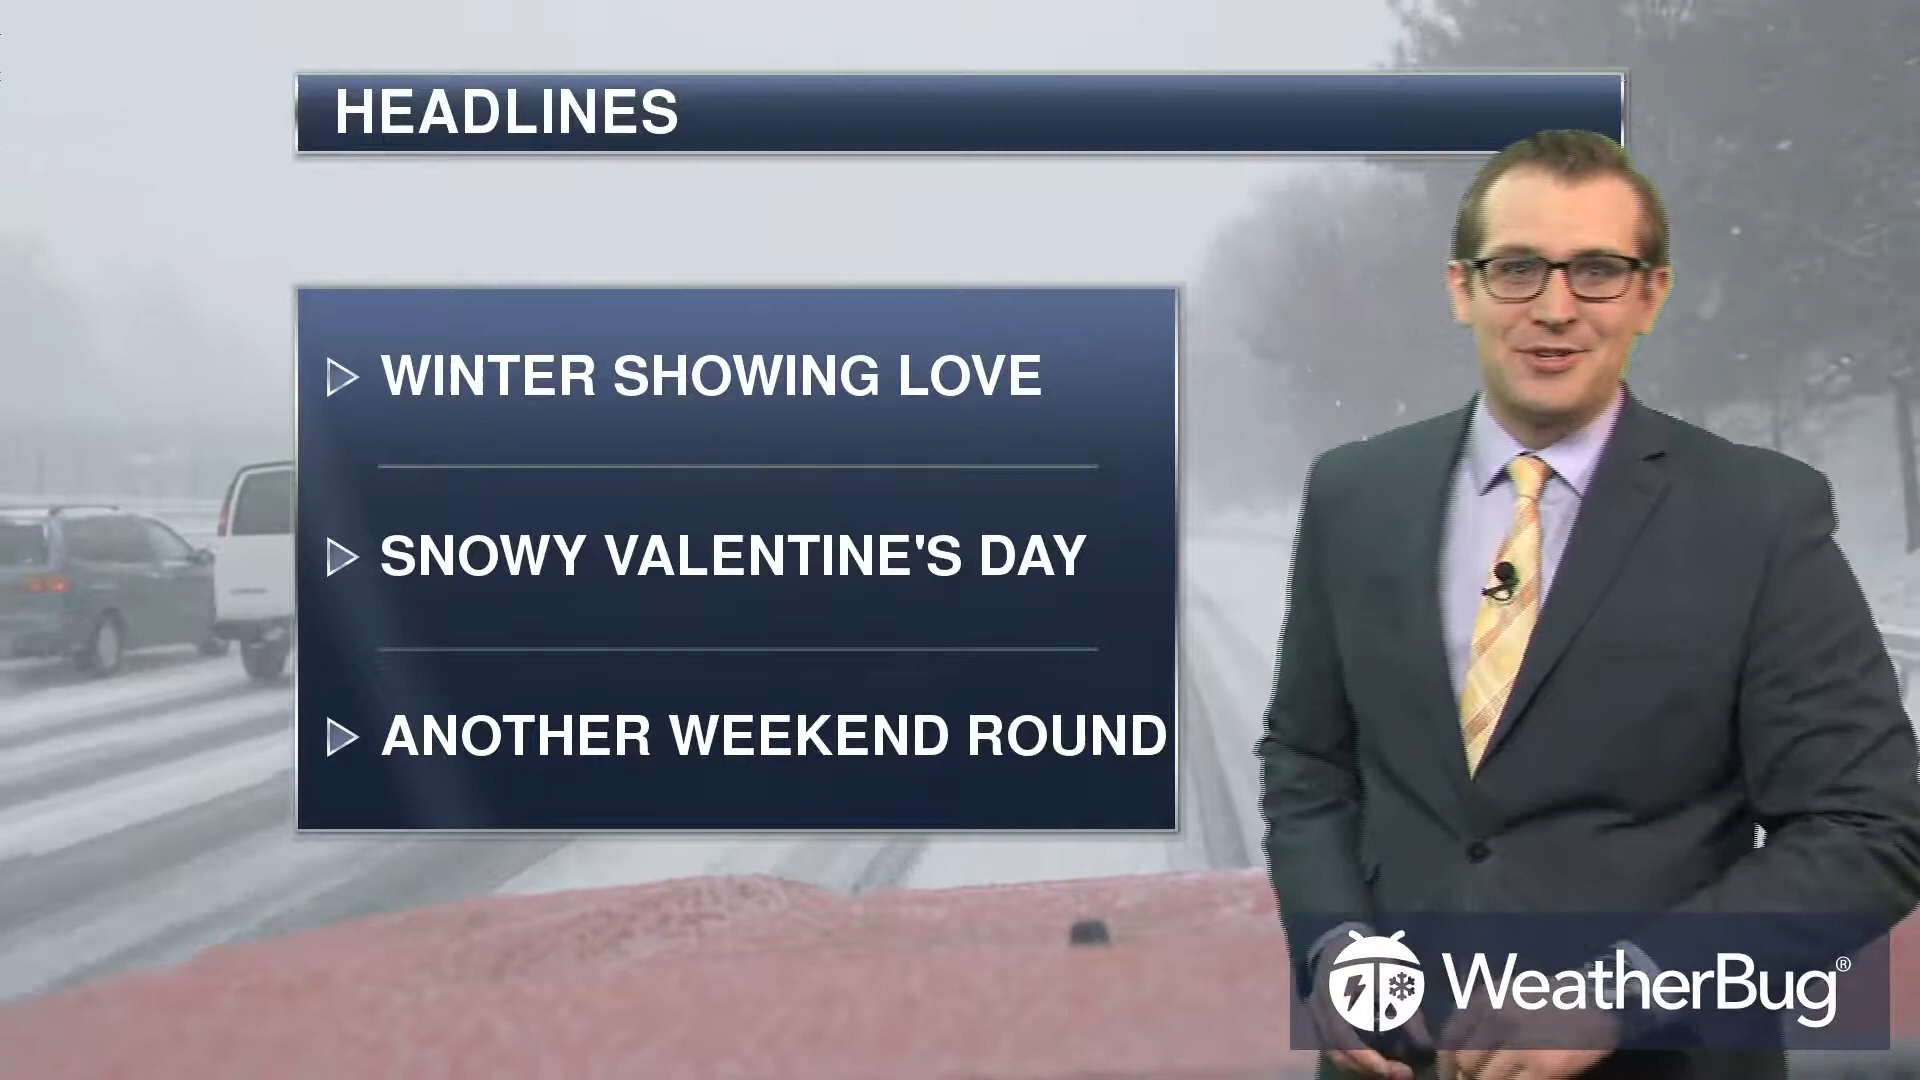 HEADLINES
WINTER SHOWING LOVE
SNOWY VALENTINE'S DAY
ANOTHER WEEKEND ROUND
WeatherBug®